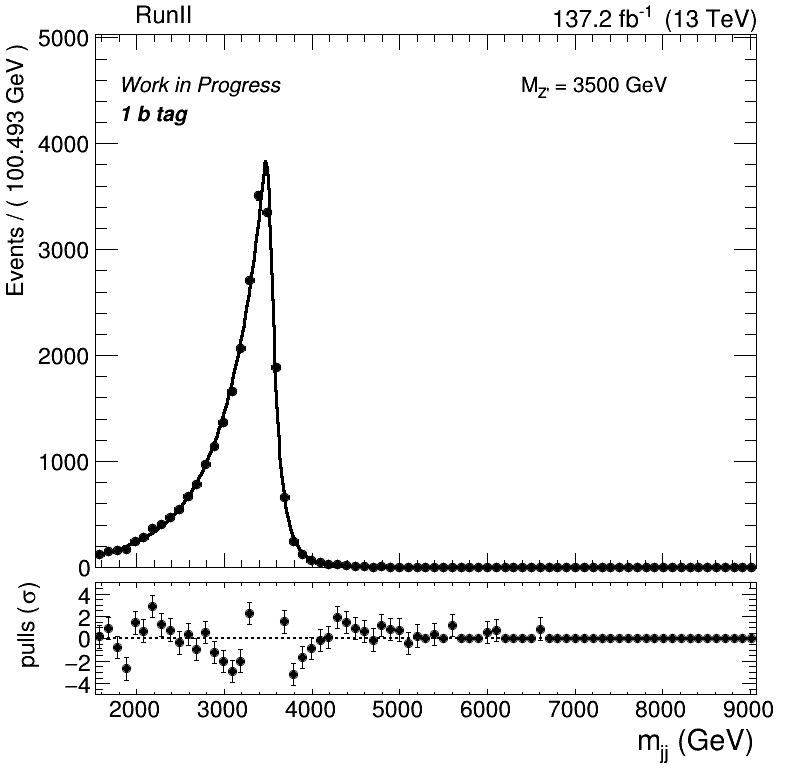 RunII 137.2 fb⁻¹ (13 TeV)
Events / ( 100.493 GeV )
5000
4000
3000
2000
1000
0
Work in Progress
1 b tag
M_Z' = 3500 GeV
pulls (σ)
4
2
0
−2
−4
2000 3000 4000 5000 6000 7000 8000 9000
m_jj (GeV)